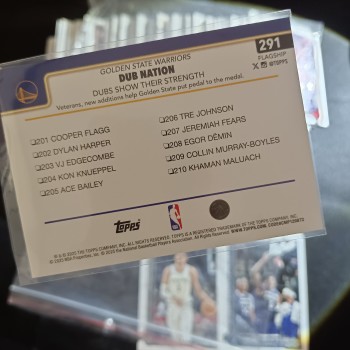 GOLDEN STATE WARRIORS
DUB NATION
DUBS SHOW THEIR STRENGTH
Veterans, new additions help Golden State put pedal to the medal.
291
FLAGSHIP
@TOPPS
❑201 COOPER FLAGG
❑202 DYLAN HARPER
❑203 VJ EDGECOMBE
❑204 KON KNUEPPEL
❑205 ACE BAILEY
❑206 TRE JOHNSON
❑207 JEREMIAH FEARS
❑208 EGOR DËMIN
❑209 COLLIN MURRAY-BOYLES
❑210 KHAMAN MALUACH
Topps
NBA